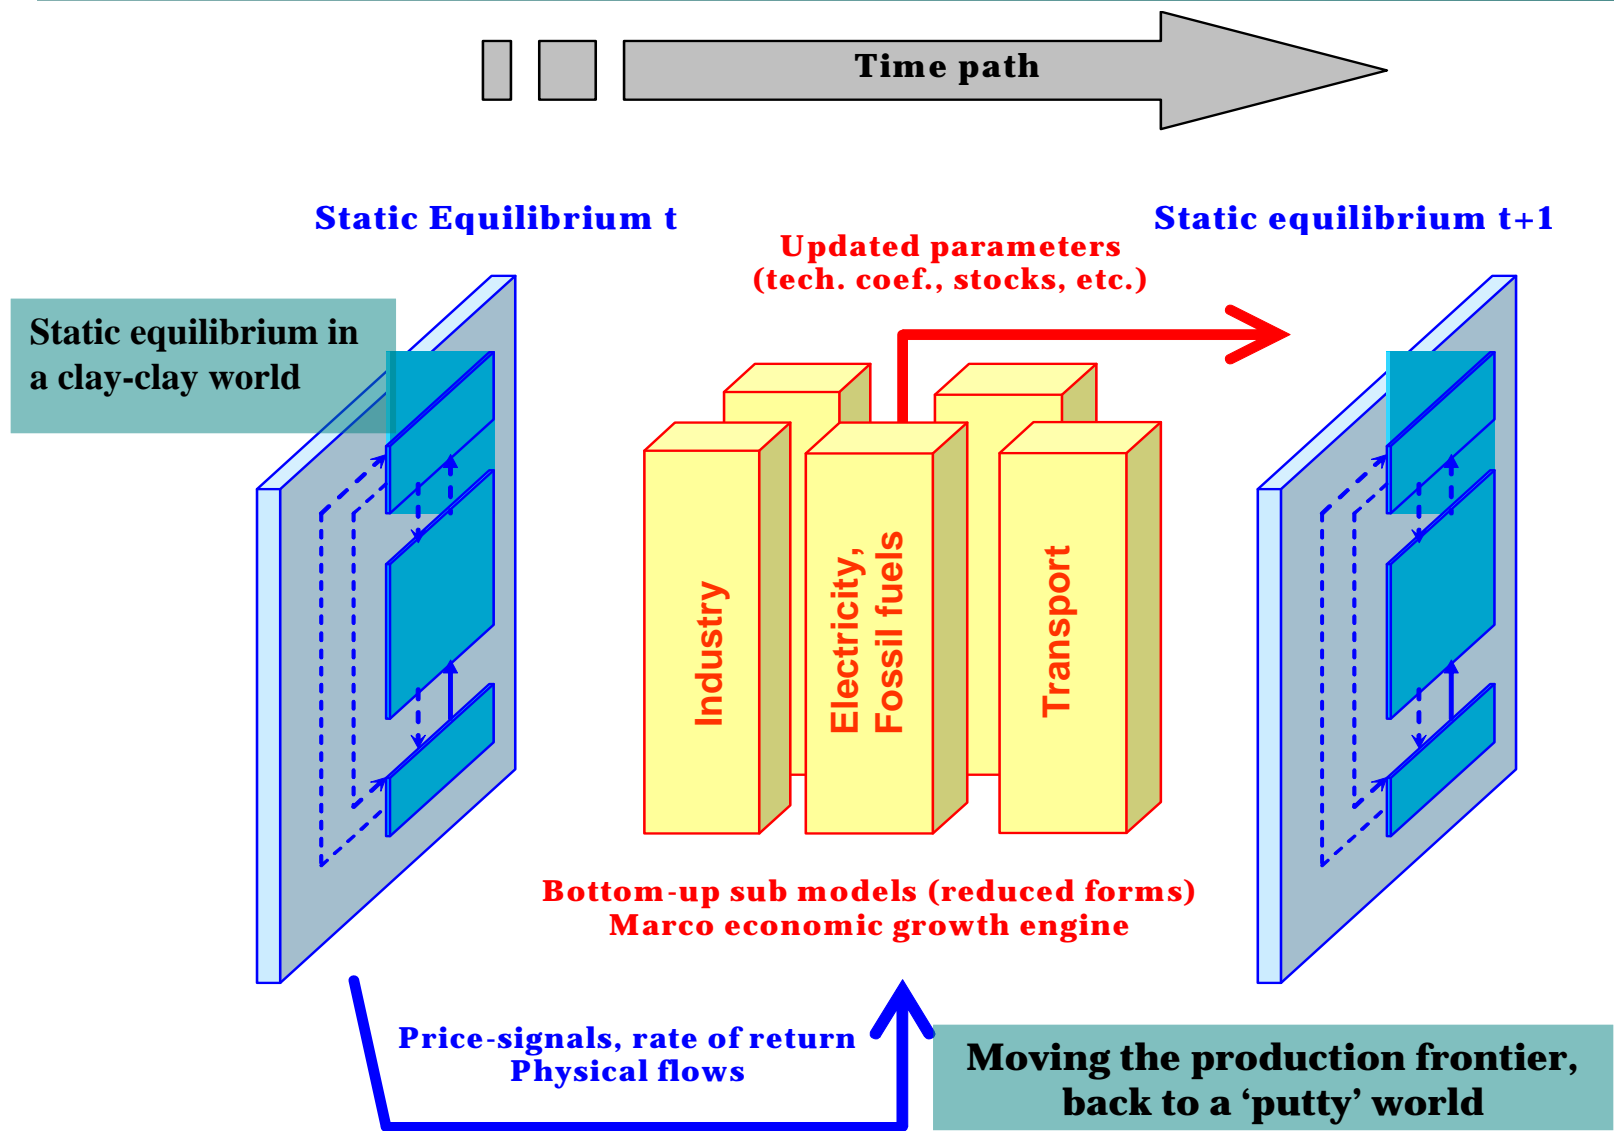 Time path
Static Equilibrium t
Static equilibrium t+1
Updated parameters
(tech. coef., stocks, etc.)
Static equilibrium in
a clay-clay world
Industry
Electricity,
Fossil fuels
Transport
Bottom-up sub models (reduced forms)
Marco economic growth engine
Price-signals, rate of return
Physical flows
Moving the production frontier,
back to a ‘putty’ world